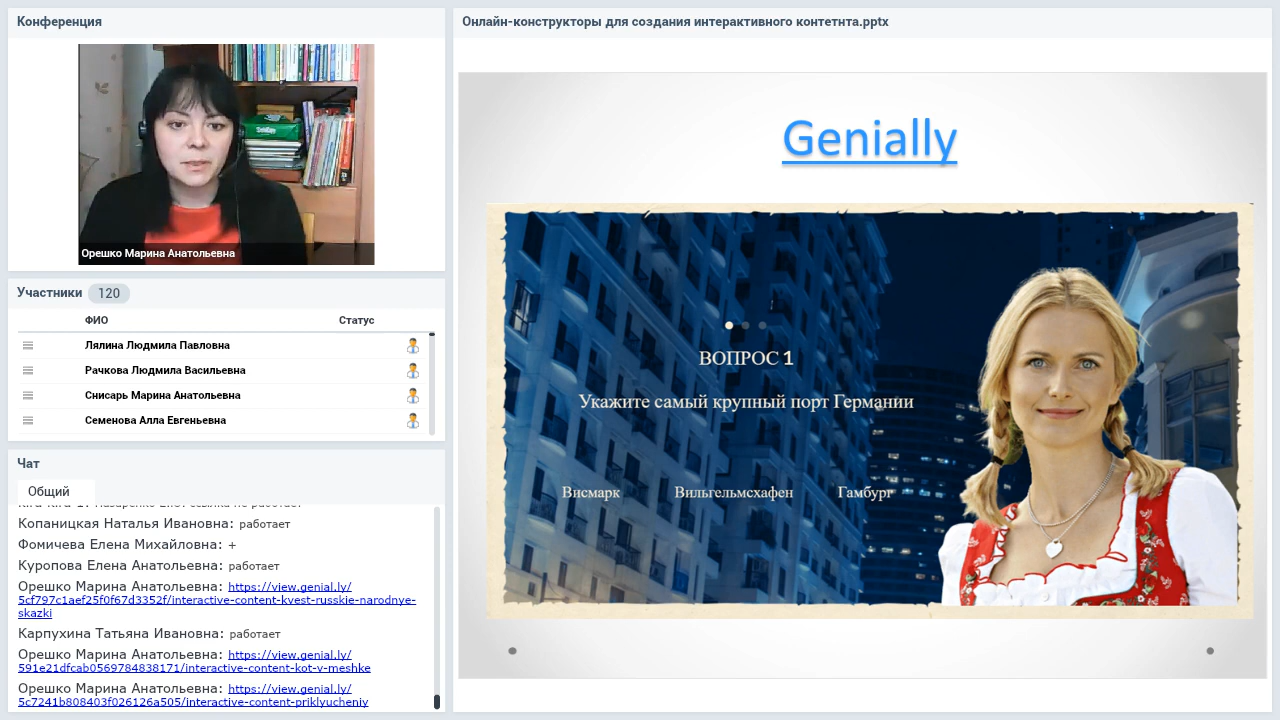 Конференция
Орешко Марина Анатольевна
Участники 120
ФИО Статус
Лялина Людмила Павловна
Рачкова Людмила Васильевна
Снисарь Марина Анатольевна
Семенова Алла Евгеньевна
Чат
Общий
Копаницкая Наталья Ивановна: работает
Фомичева Елена Михайловна: +
Куропова Елена Анатольевна: работает
Орешко Марина Анатольевна: https://view.genial.ly/
5cf797c1aef25f0f67d3352f/interactive-content-kvest-russkie-narodnye-
skazki
Карпухина Татьяна Ивановна: работает
Орешко Марина Анатольевна: https://view.genial.ly/
591e21dfcab0569784838171/interactive-content-kot-v-meshke
Орешко Марина Анатольевна: https://view.genial.ly/
5c7241b808403f026126a505/interactive-content-priklyucheniy
Онлайн-конструкторы для создания интерактивного контетнта.pptx
Genially
ВОПРОС 1
Укажите самый крупный порт Германии
Висмарк Вильгельмсхафен Гамбург